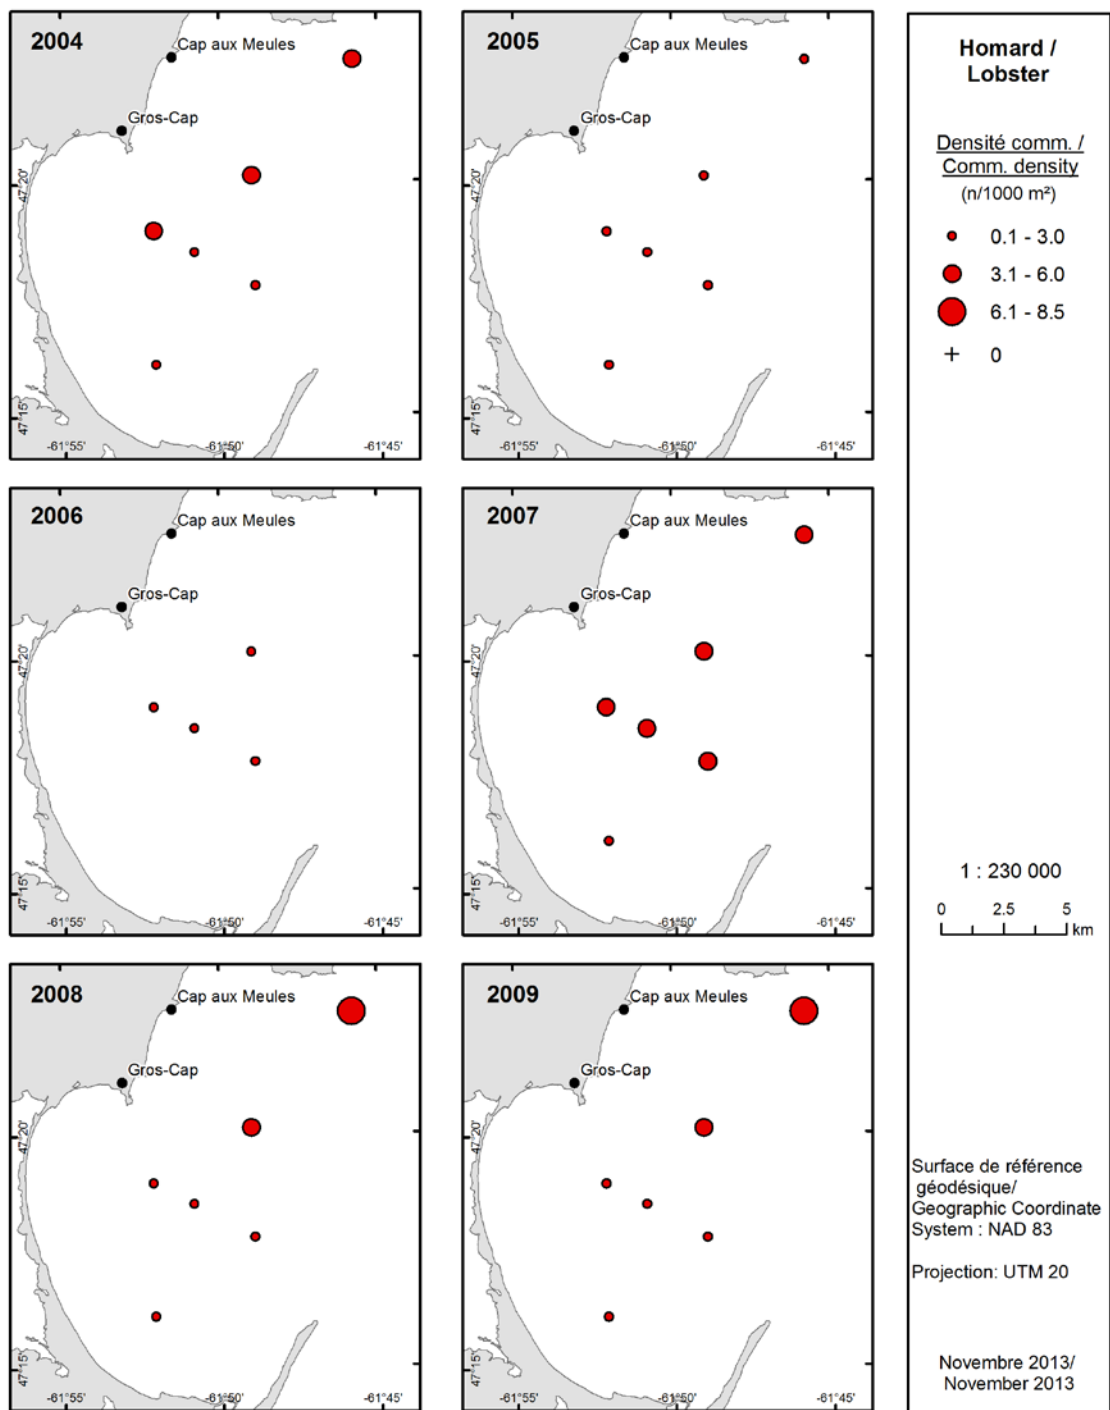 2004
Cap aux Meules
Gros-Cap
47°20'
47°15'
-61°55'
-61°50'
-61°45'
2005
Cap aux Meules
Gros-Cap
47°20'
47°15'
-61°55'
-61°50'
-61°45'
2006
Cap aux Meules
Gros-Cap
47°20'
47°15'
-61°55'
-61°50'
-61°45'
2007
Cap aux Meules
Gros-Cap
47°20'
47°15'
-61°55'
-61°50'
-61°45'
2008
Cap aux Meules
Gros-Cap
47°20'
47°15'
-61°55'
-61°50'
-61°45'
2009
Cap aux Meules
Gros-Cap
47°20'
47°15'
-61°55'
-61°50'
-61°45'
Homard /
Lobster
Densité comm. /
Comm. density
(n/1000 m²)
0.1 - 3.0
3.1 - 6.0
6.1 - 8.5
0
1 : 230 000
0 2.5 5
km
Surface de référence
géodésique/
Geographic Coordinate
System : NAD 83
Projection: UTM 20
Novembre 2013/
November 2013